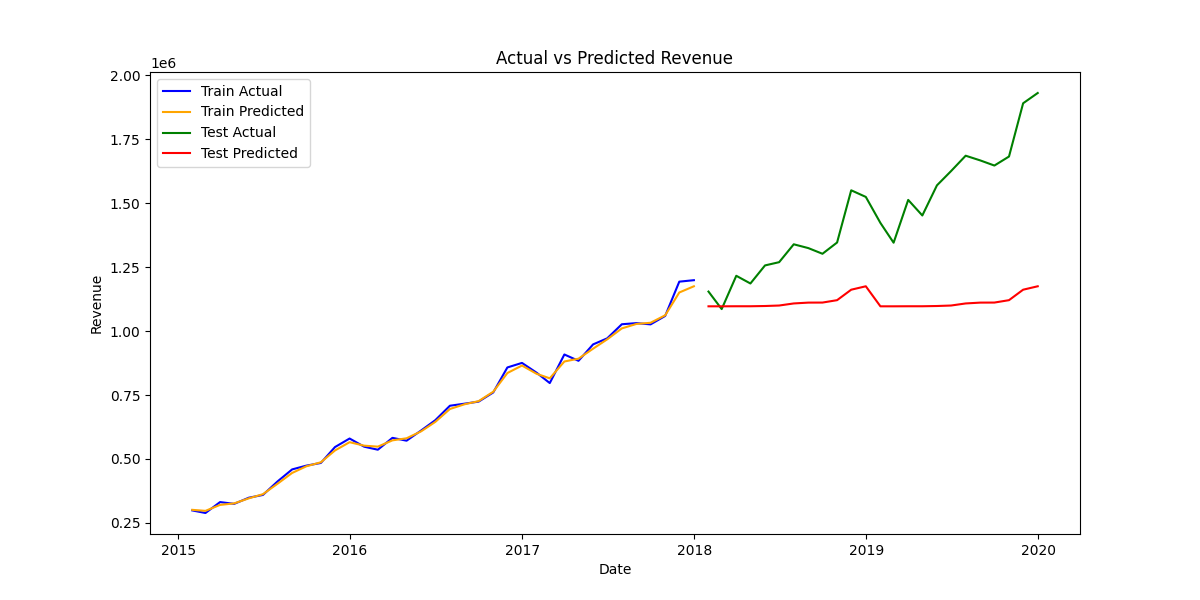 Actual vs Predicted Revenue
1e6
2.00
1.75
1.50
1.25
1.00
0.75
0.50
0.25
Revenue
Train Actual
Train Predicted
Test Actual
Test Predicted
2015 2016 2017 2018 2019 2020
Date